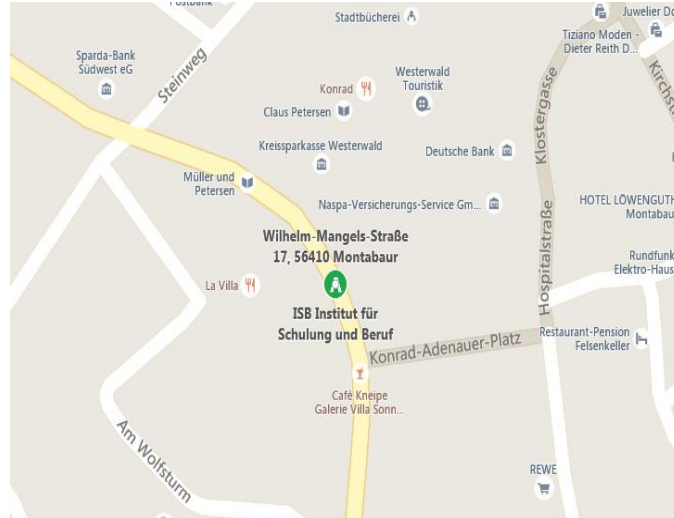 Postbank
Stadtbücherei
Juwelier Do
Tiziano Moden -
Dieter Reith D...
Sparda-Bank
Südwest eG
Steinweg
Konrad
Westerwald
Touristik
Claus Petersen
Klostergasse
Kirchst
Kreissparkasse Westerwald
Deutsche Bank
Müller und
Petersen
Naspa-Versicherungs-Service Gm...
HOTEL LÖWENGUTH
Montabau
Wilhelm-Mangels-Straße
17, 56410 Montabaur
Hospitalstraße
Rundfunk
Elektro-Haus
La Villa
ISB Institut für
Schulung und Beruf
Konrad-Adenauer-Platz
Restaurant-Pension
Felsenkeller
Café Kneipe
Galerie Villa Sonn...
Am Wolfsturm
REWE